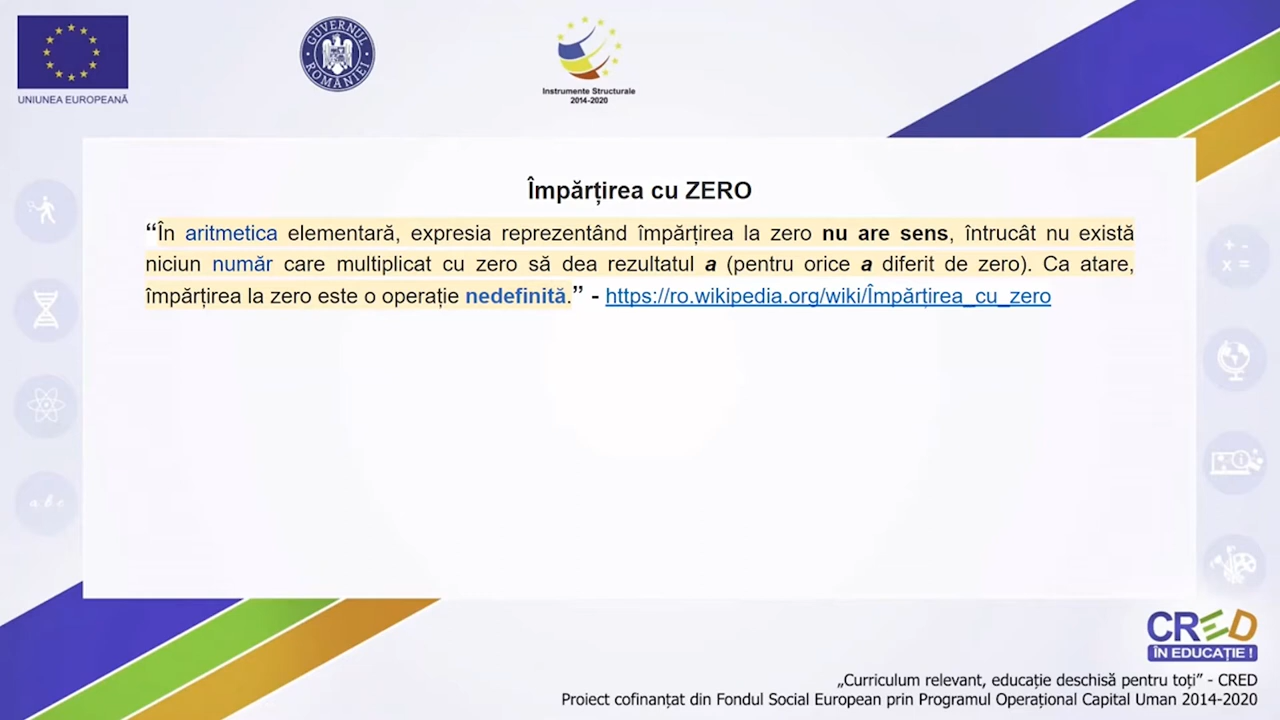 UNIUNEA EUROPEANĂ
GUVERNUL ROMÂNIEI
Instrumente Structurale
2014-2020
Împărțirea cu ZERO
“În aritmetica elementară, expresia reprezentând împărțirea la zero nu are sens, întrucât nu există
niciun număr care multiplicat cu zero să dea rezultatul a (pentru orice a diferit de zero). Ca atare,
împărțirea la zero este o operație nedefinită.” - https://ro.wikipedia.org/wiki/Împărțirea_cu_zero
a b c
CRED
ÎN EDUCAȚIE !
„Curriculum relevant, educație deschisă pentru toți” - CRED
Proiect cofinanțat din Fondul Social European prin Programul Operațional Capital Uman 2014-2020